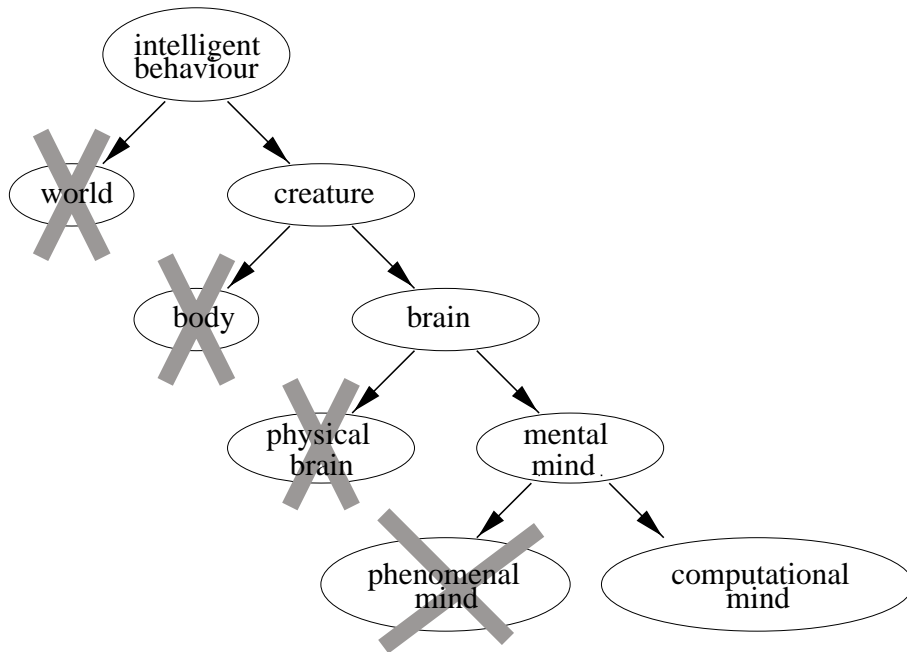 intelligent
behaviour
world
creature
body
brain
physical
brain
mental
mind
phenomenal
mind
computational
mind